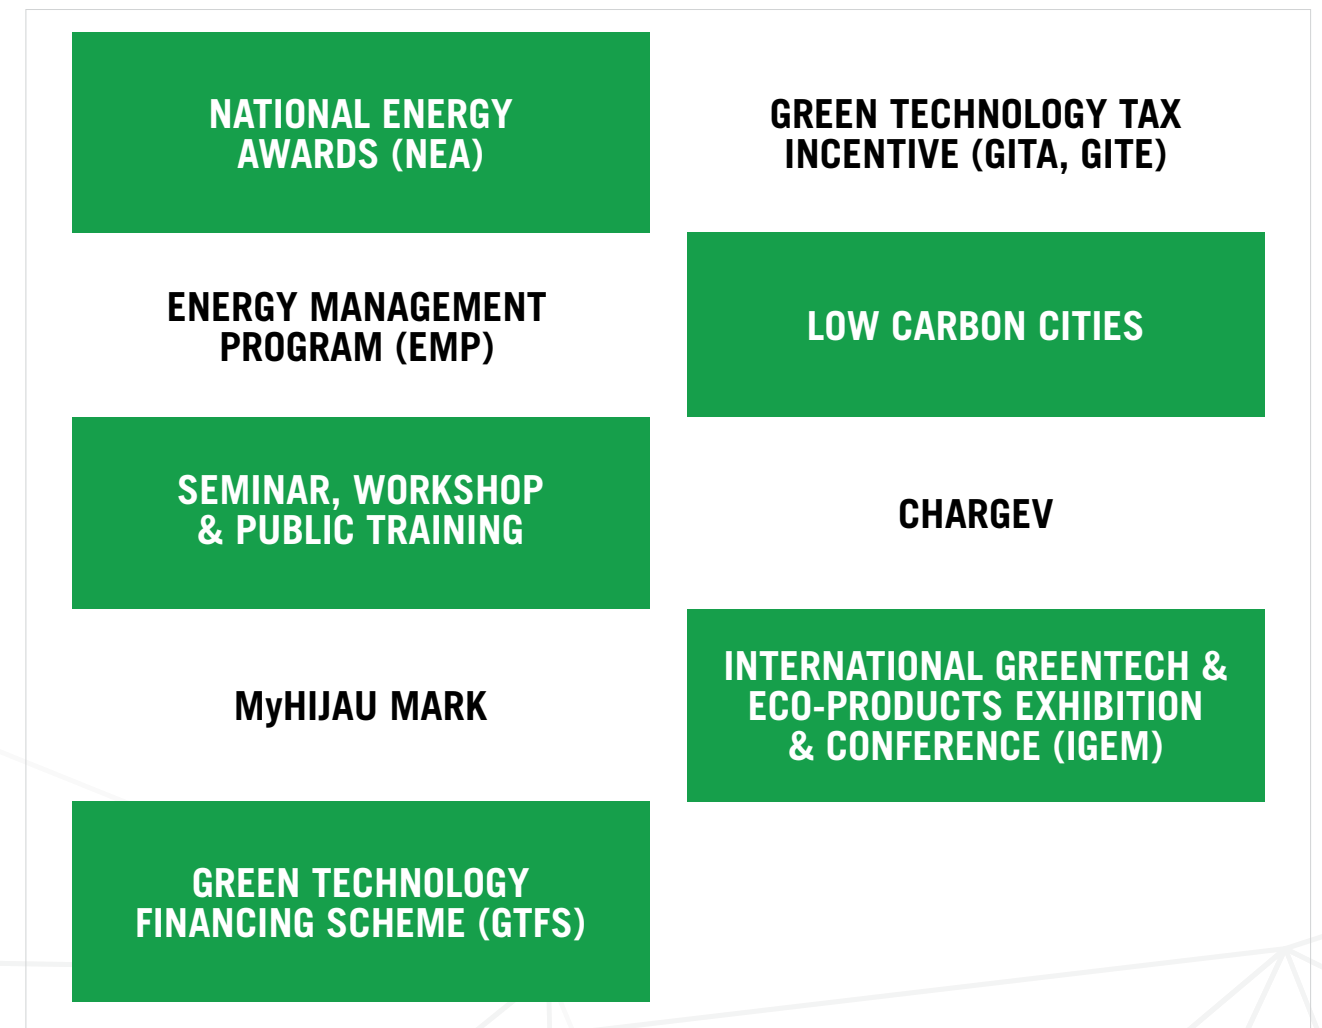 NATIONAL ENERGY
AWARDS (NEA)
GREEN TECHNOLOGY TAX
INCENTIVE (GITA, GITE)
ENERGY MANAGEMENT
PROGRAM (EMP)
LOW CARBON CITIES
SEMINAR, WORKSHOP
& PUBLIC TRAINING
CHARGEV
MyHIJAU MARK
INTERNATIONAL GREENTECH &
ECO-PRODUCTS EXHIBITION
& CONFERENCE (IGEM)
GREEN TECHNOLOGY
FINANCING SCHEME (GTFS)